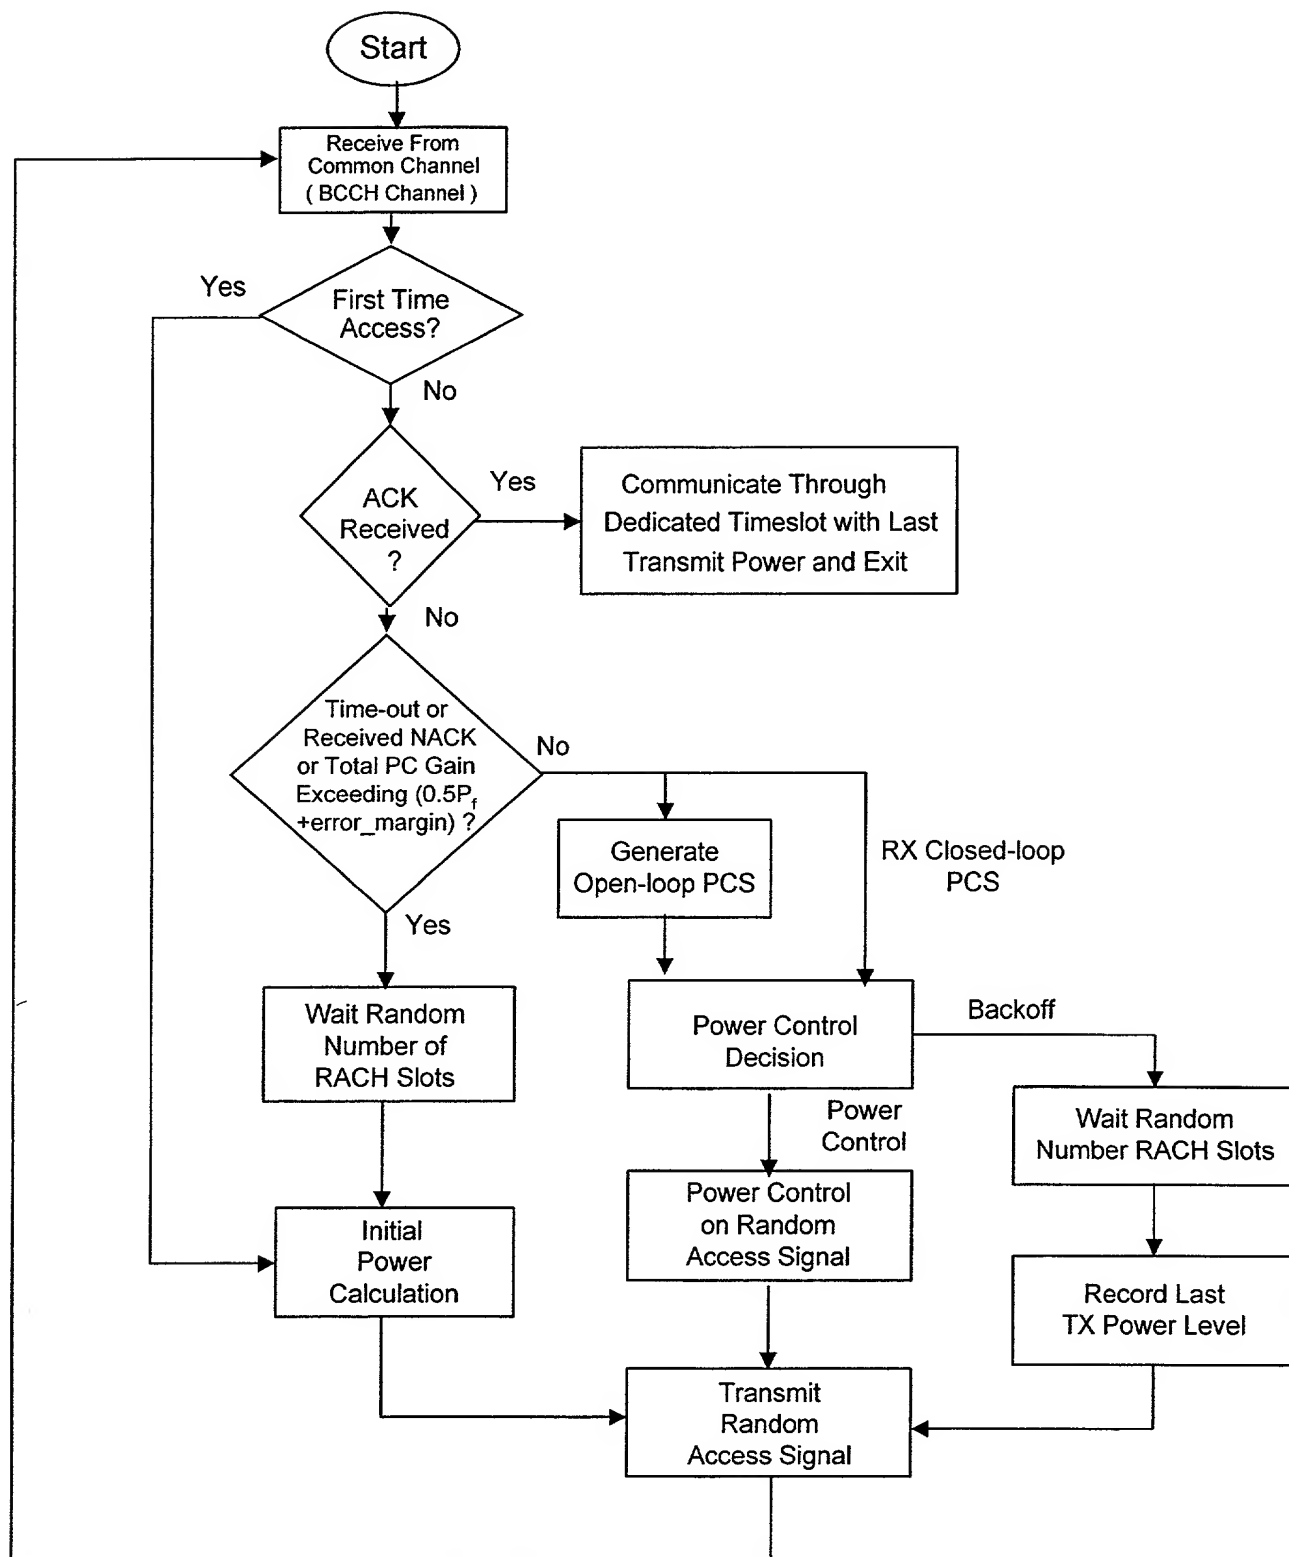 Start
Receive From
Common Channel
( BCCH Channel )
Yes
First Time
Access?
No
ACK
Received
?
Yes
Communicate Through
Dedicated Timeslot with Last
Transmit Power and Exit
No
Time-out or
Received NACK
or Total PC Gain
Exceeding (0.5Pf
+error_margin) ?
No
Generate
Open-loop PCS
RX Closed-loop
PCS
Yes
Wait Random
Number of
RACH Slots
Power Control
Decision
Backoff
Power
Control
Wait Random
Number RACH Slots
Power Control
on Random
Access Signal
Initial
Power
Calculation
Record Last
TX Power Level
Transmit
Random
Access Signal